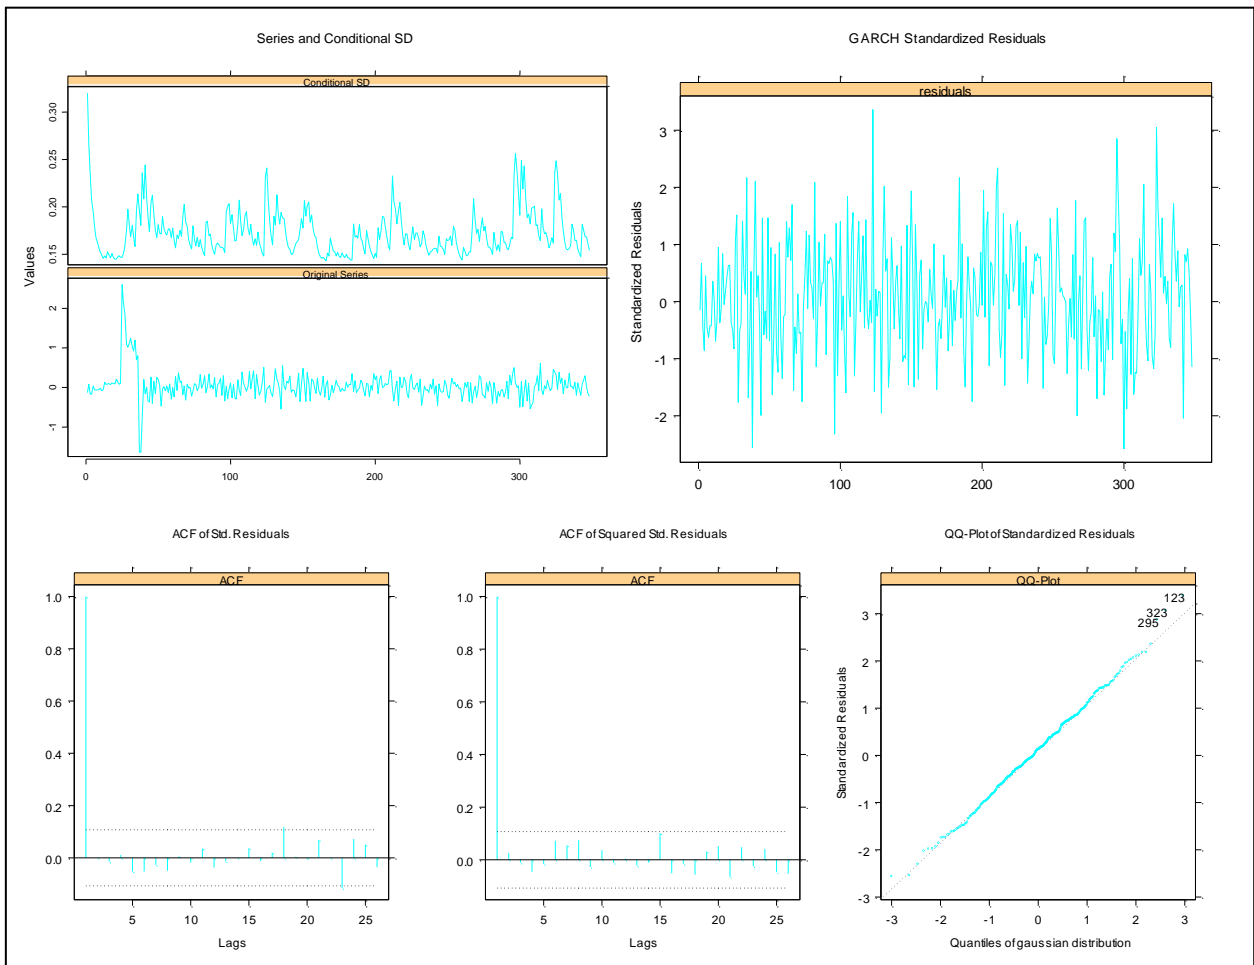 Series and Conditional SD
Conditional SD
0.30
0.25
0.20
0.15
Values
Original Series
2
1
0
-1
0 100 200 300
GARCH Standardized Residuals
residuals
3
2
1
0
-1
-2
Standardized Residuals
0 100 200 300
ACF of Std. Residuals
ACF
1.0
0.8
0.6
0.4
0.2
0.0
5 10 15 20 25
Lags
ACF of Squared Std. Residuals
ACF
1.0
0.8
0.6
0.4
0.2
0.0
5 10 15 20 25
Lags
QQ-Plot of Standardized Residuals
QQ-Plot
123
323
295
3
2
1
0
-1
-2
-3
Standardized Residuals
-3 -2 -1 0 1 2 3
Quantiles of gaussian distribution